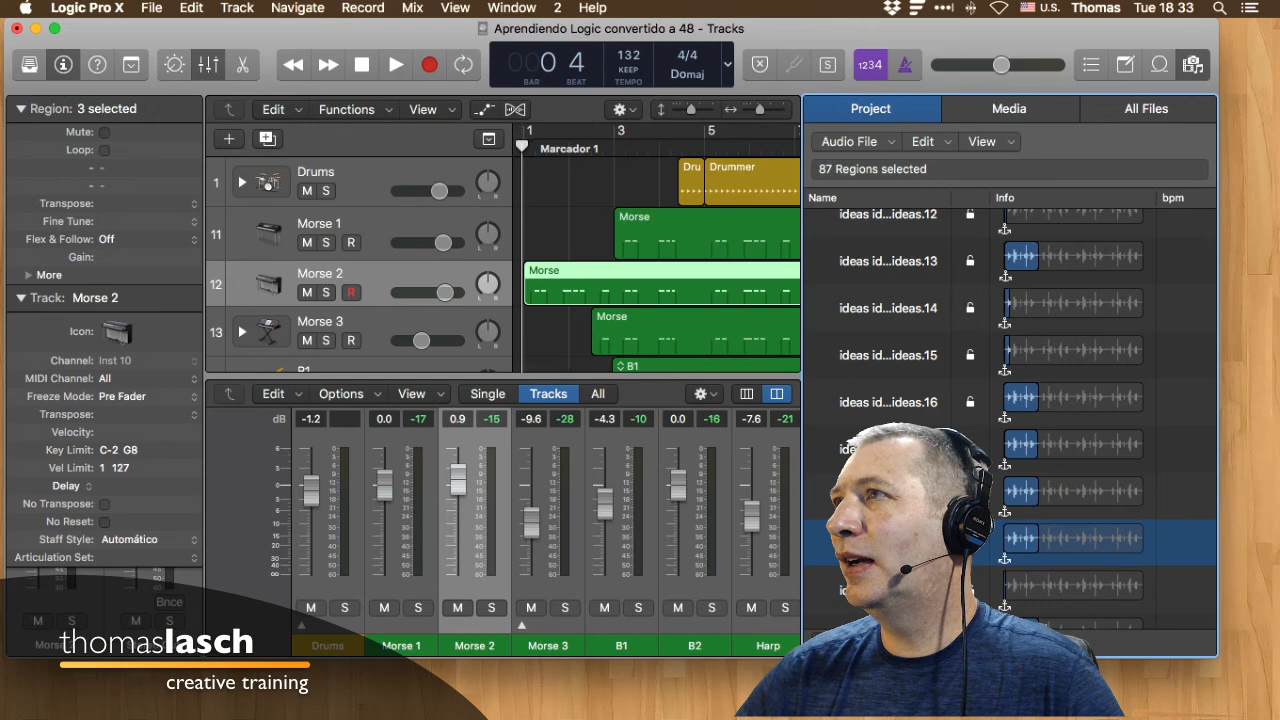 Logic Pro X File Edit Track Navigate Record Mix View Window 2 Help U.S. Thomas Tue 18 33
Aprendiendo Logic convertido a 48 - Tracks
000 4 132 4/4 1234
KEEP Domaj
BAR BEAT TEMPO
Region: 3 selected
Mute:
Loop:
Transpose:
Fine Tune:
Flex & Follow: Off
Gain:
More
Track: Morse 2
Icon:
Channel: Inst 10
MIDI Channel: All
Freeze Mode: Pre Fader
Transpose:
Velocity:
Key Limit: C-2 G8
Vel Limit: 1 127
Delay
No Transpose:
No Reset:
Staff Style: Automático
Articulation Set:
Bnce
M S M S
Edit Functions View
1 3 5
Marcador 1
1 Drums M S Dru Drummer
11 Morse 1 M S R Morse
12 Morse 2 M S R Morse
13 Morse 3 M S R Morse
B1
Edit Options View Single Tracks All
dB -1.2 0.0 -17 0.9 -15 -9.6 -28 -4.3 -10 0.0 -16 -7.6 -21
M S M S M S M S M S M S M S
Drums Morse 1 Morse 2 Morse 3 B1 B2 Harp
Project Media All Files
Audio File Edit View
87 Regions selected
Name Info bpm
ideas id...ideas.12
ideas id...ideas.13
ideas id...ideas.14
ideas id...ideas.15
ideas id...ideas.16
SONY
thomaslasch
creative training